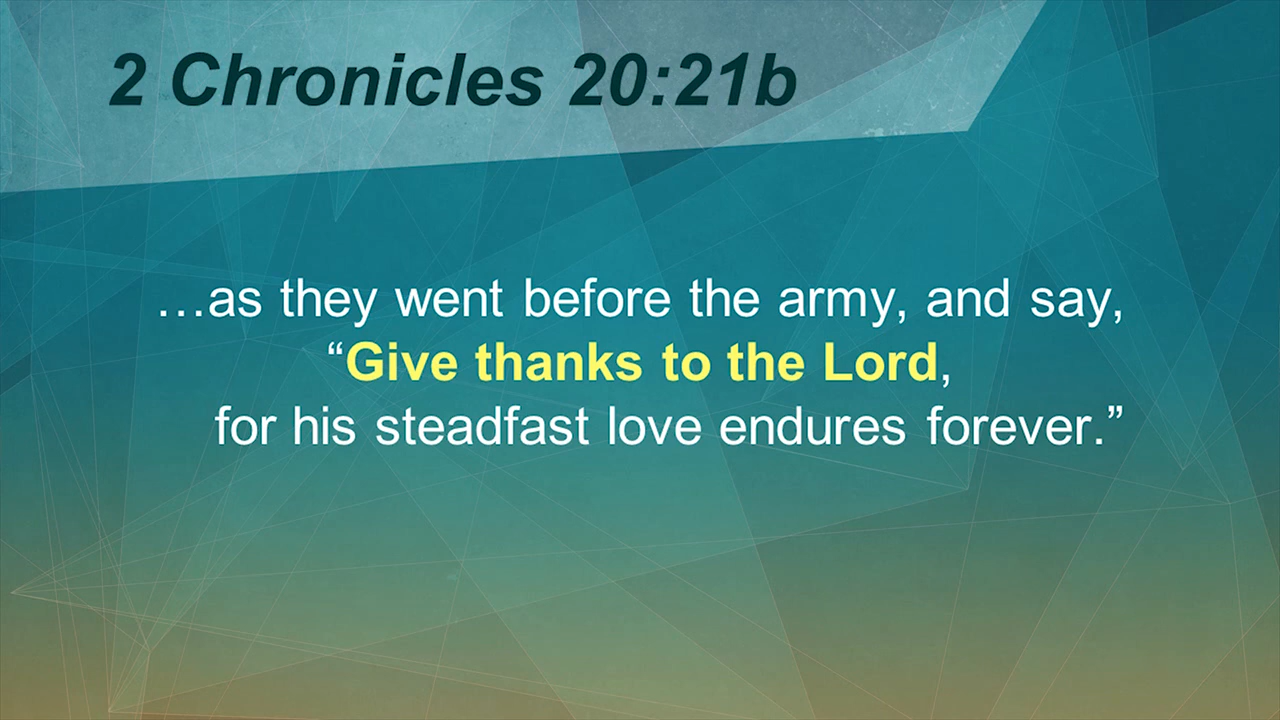 2 Chronicles 20:21b
…as they went before the army, and say,
“Give thanks to the Lord,
for his steadfast love endures forever.”